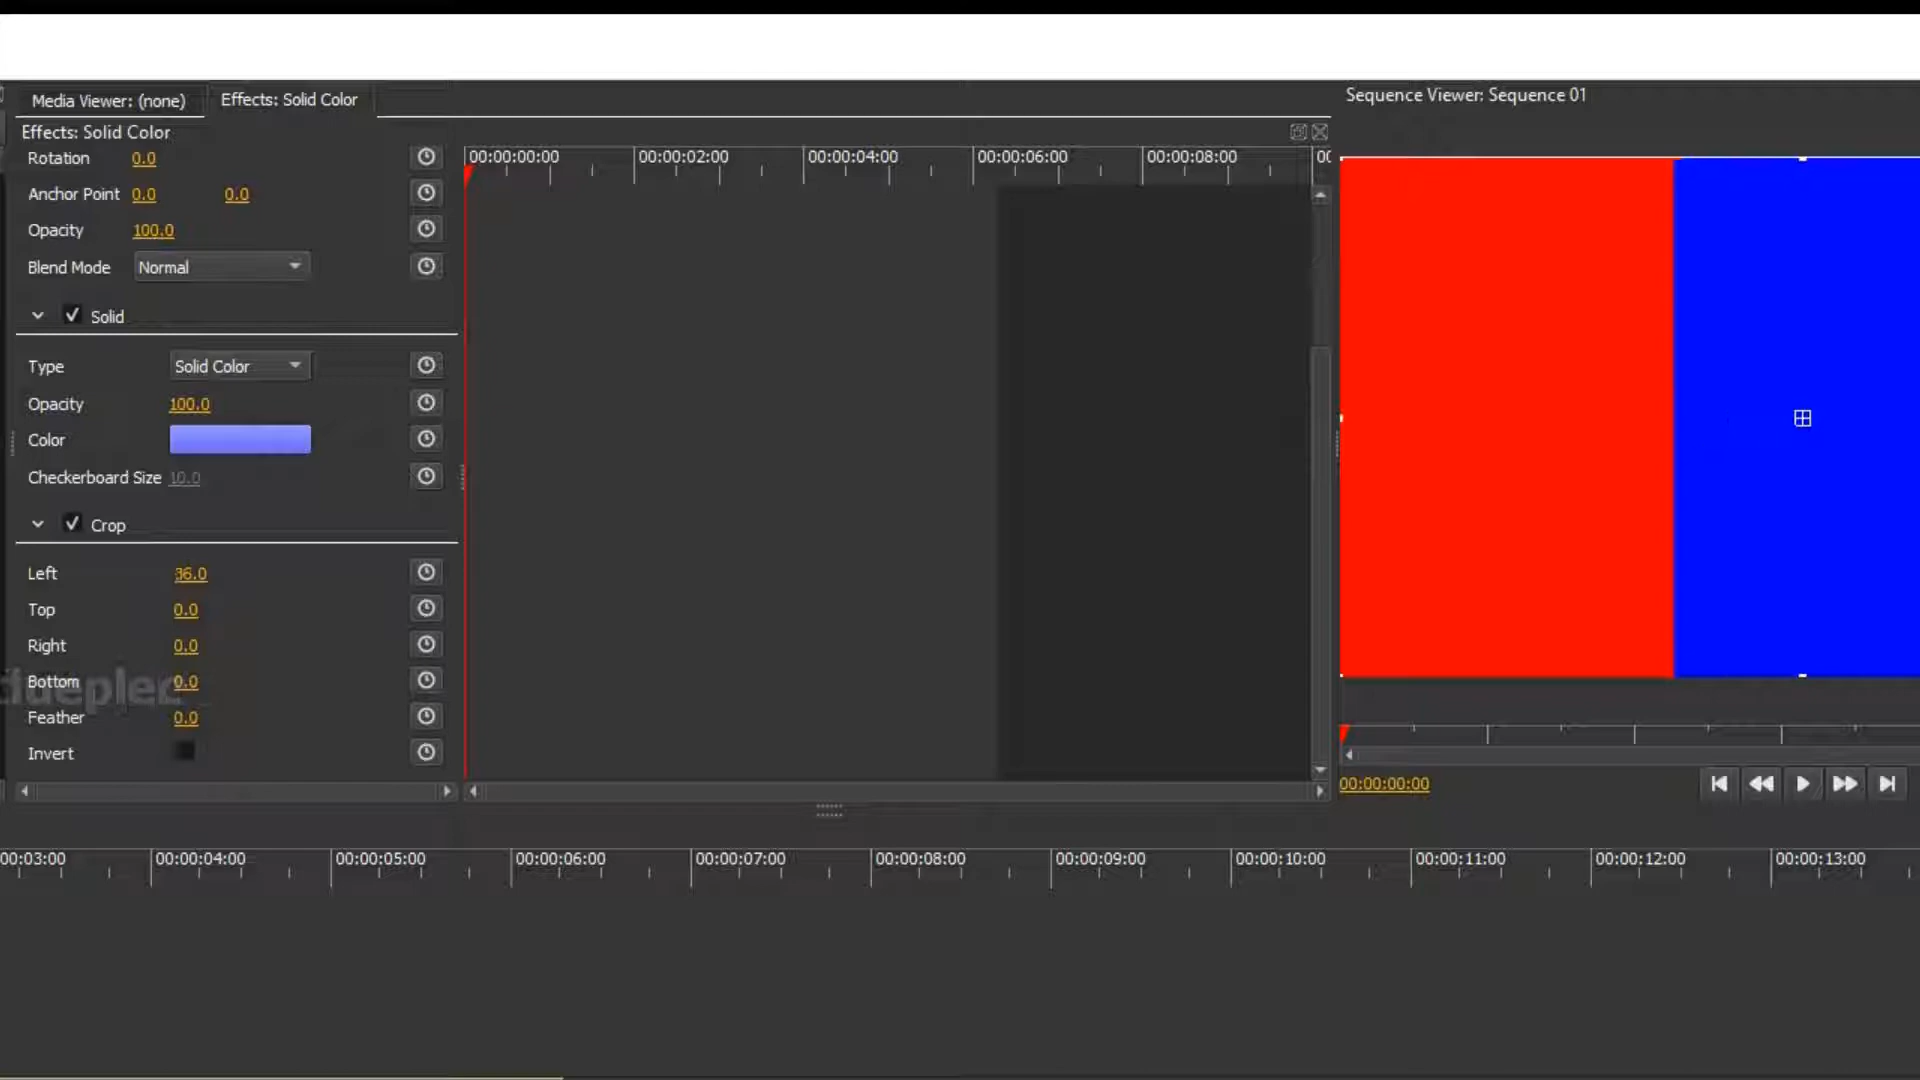 Media Viewer: (none)
Effects: Solid Color
Sequence Viewer: Sequence 01
Effects: Solid Color
Rotation 0.0
00:00:00:00 00:00:02:00 00:00:04:00 00:00:06:00 00:00:08:00
Anchor Point 0.0 0.0
Opacity 100.0
Blend Mode Normal
Solid
Type Solid Color
Opacity 100.0
Color
Checkerboard Size 10.0
Crop
Left 36.0
Top 0.0
Right 0.0
Bottom 0.0
Feather 0.0
Invert
00:00:00:00
00:00:03:00 00:00:04:00 00:00:05:00 00:00:06:00 00:00:07:00 00:00:08:00 00:00:09:00 00:00:10:00 00:00:11:00 00:00:12:00 00:00:13:00